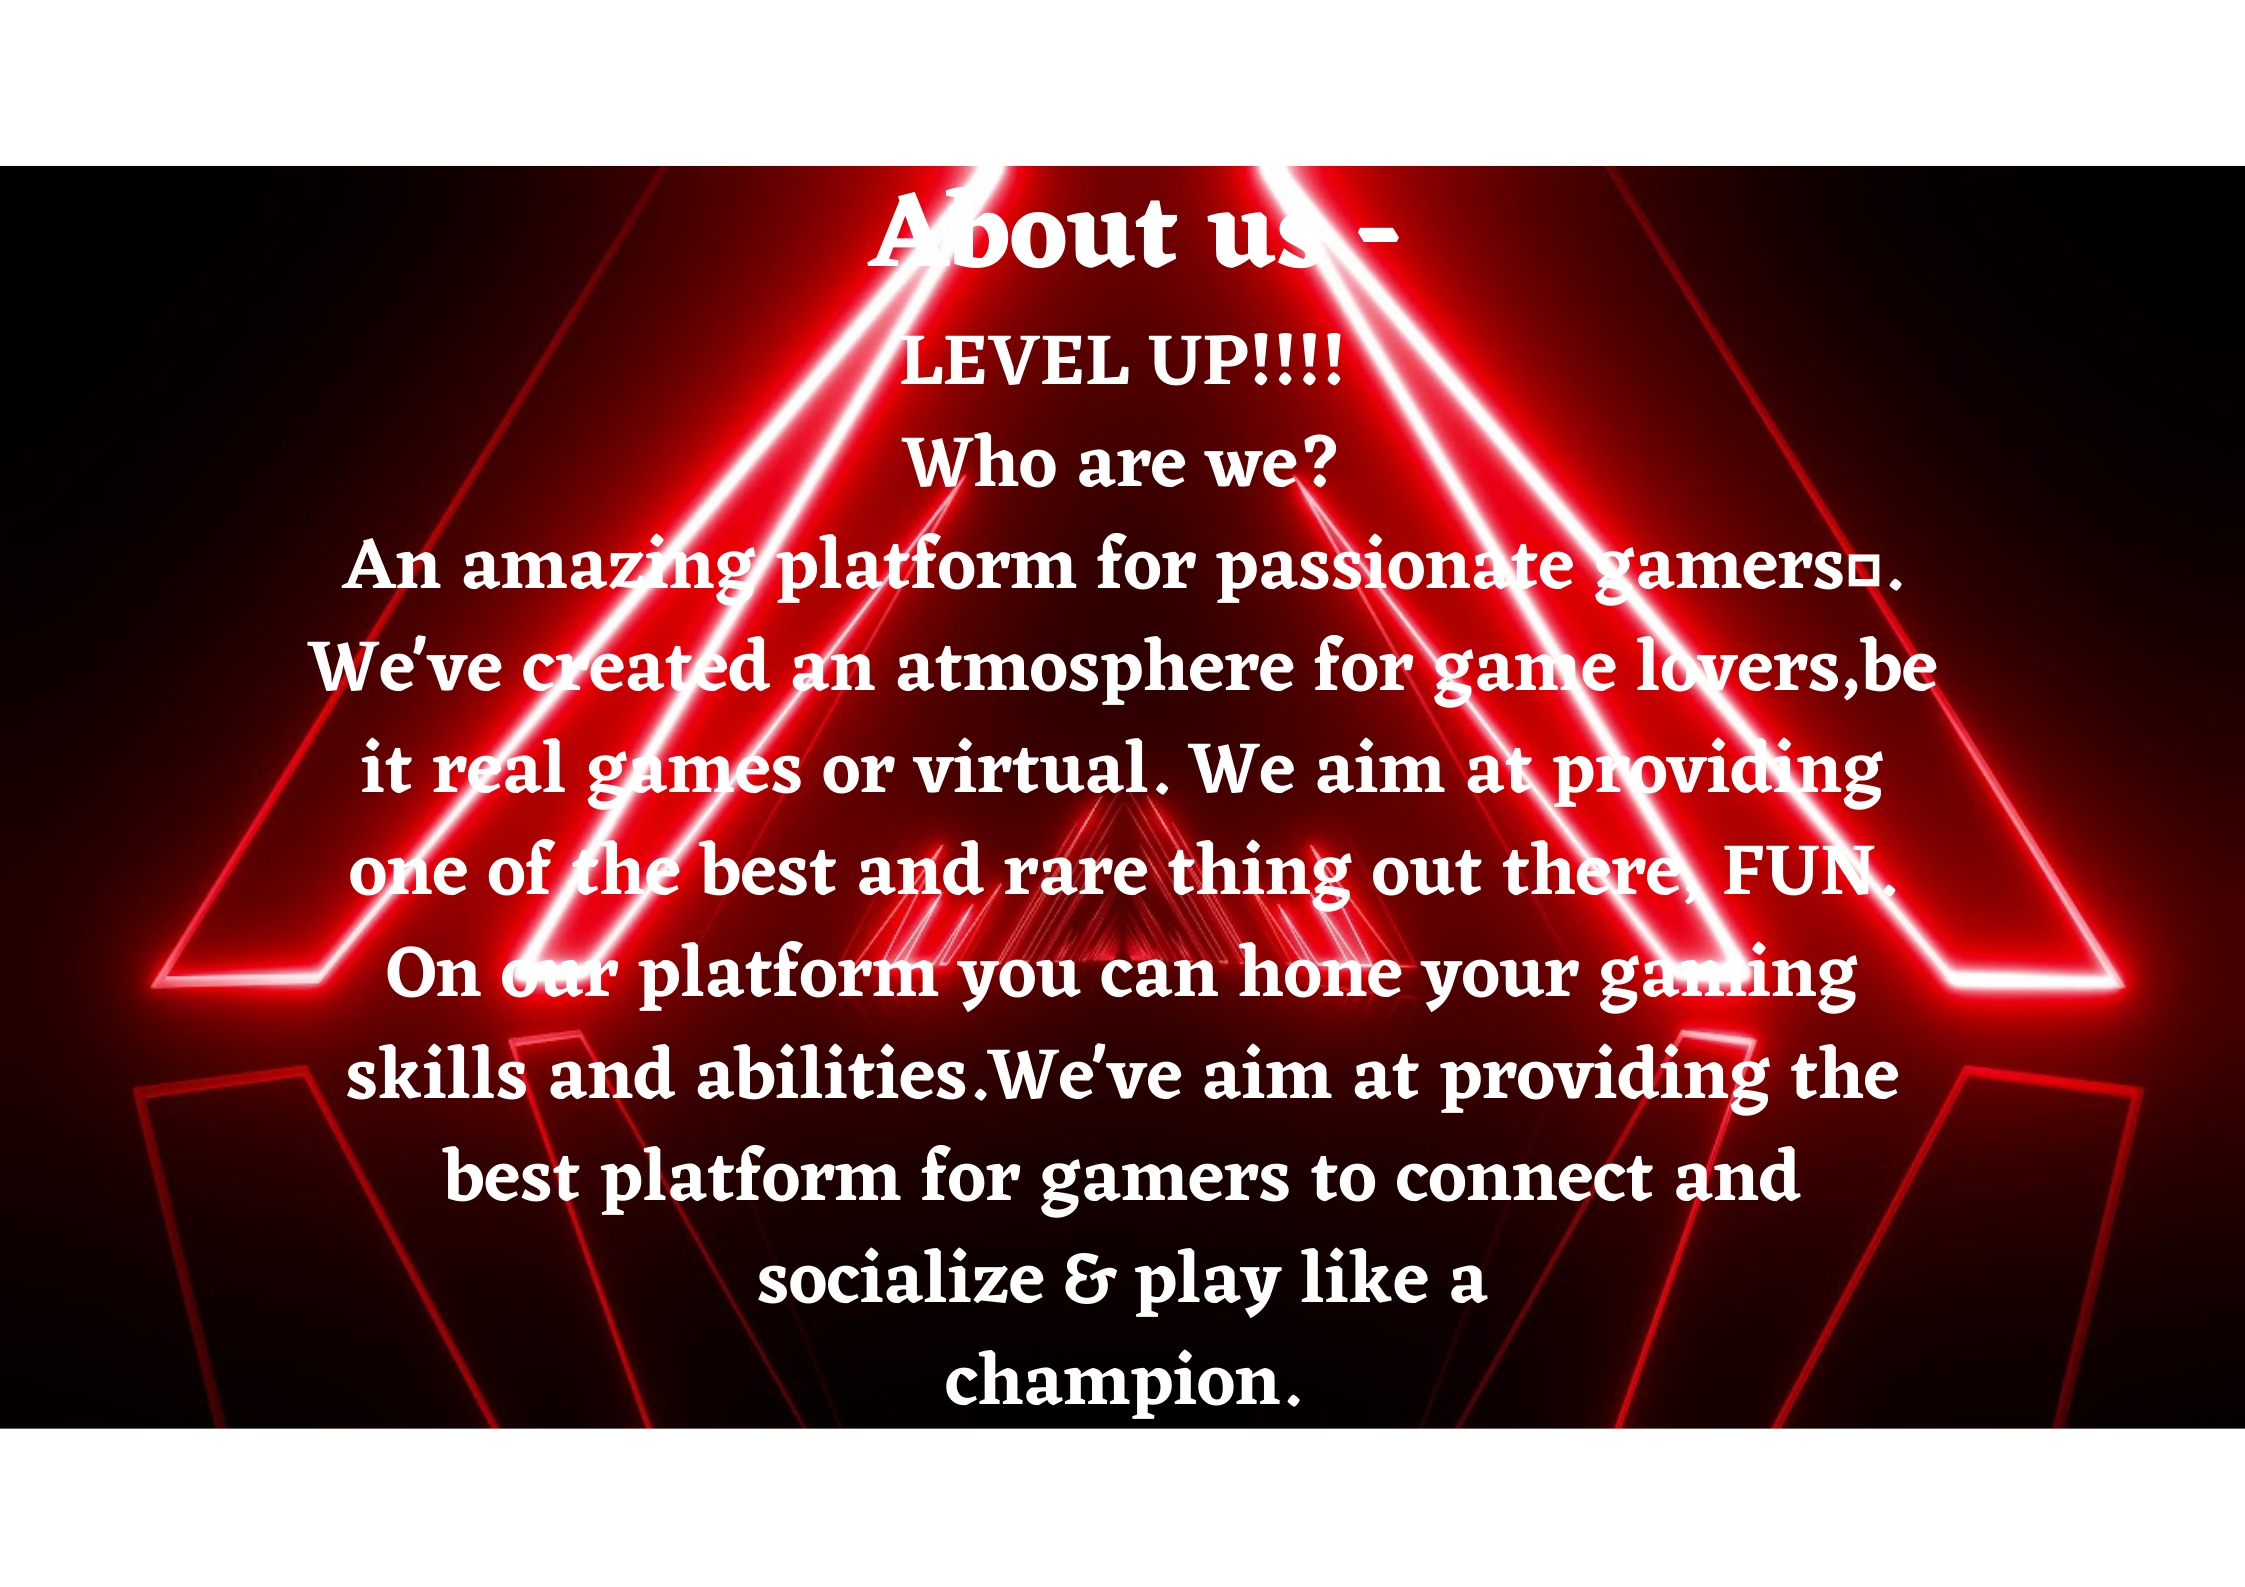 About us -
LEVEL UP!!!!
Who are we?
An amazing platform for passionate gamers□.
We've created an atmosphere for game lovers,be
it real games or virtual. We aim at providing
one of the best and rare thing out there, FUN.
On our platform you can hone your gaming
skills and abilities.We've aim at providing the
best platform for gamers to connect and
socialize & play like a
champion.